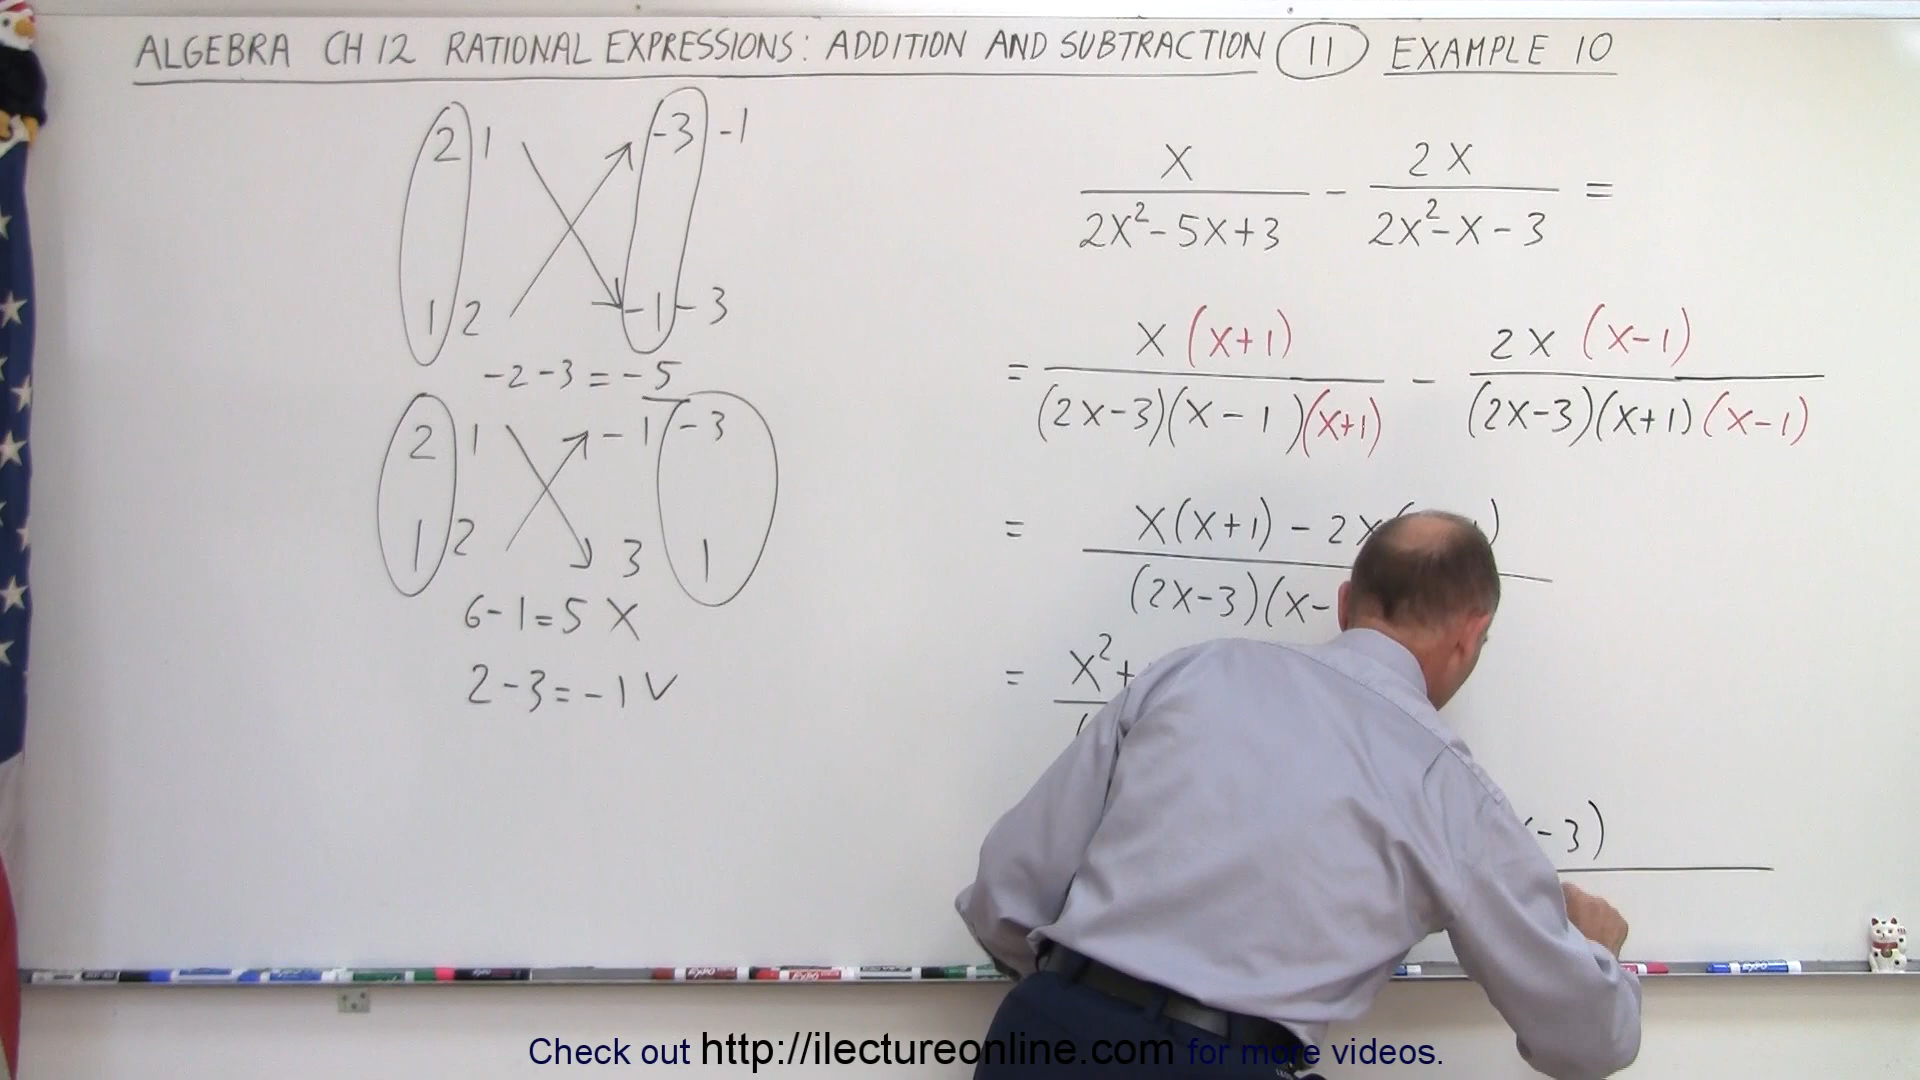 ALGEBRA CH 12 RATIONAL EXPRESSIONS: ADDITION AND SUBTRACTION 11 EXAMPLE 10
2 1 -3 -1
1 2 -1 -3
-2-3=-5
2 1 -1 -3
1 2 3 1
6-1=5 X
2-3=-1 ✓
X 2X
――― - ――― =
2X²-5X+3 2X²-X-3
X (X+1) 2X (X-1)
= ――― - ―――
(2X-3)(X-1)(X+1) (2X-3)(X+1)(X-1)
= X(X+1) - 2X )
(2X-3)(X-
= X²+
(
-3)
Check out http://ilectureonline.com for more videos.